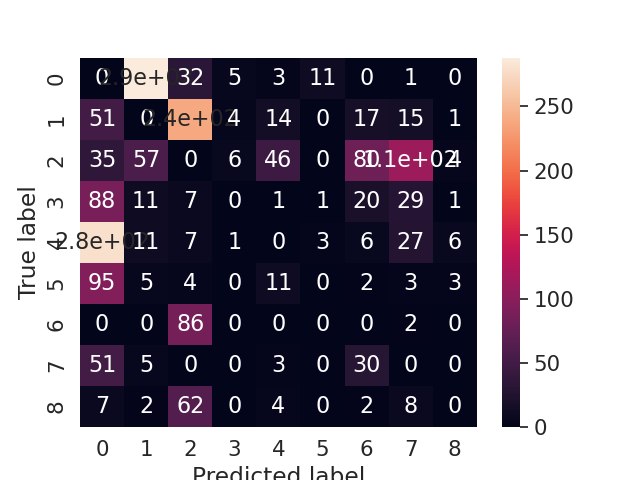 0 0 2.9e+02 32 5 3 11 0 1 0
1 51 0 2.4e+02 4 14 0 17 15 1
2 35 57 0 6 46 0 80 1.1e+02 4
3 88 11 7 0 1 1 20 29 1
4 2.8e+02 11 7 1 0 3 6 27 6
5 95 5 4 0 11 0 2 3 3
6 0 0 86 0 0 0 0 2 0
7 51 5 0 0 3 0 30 0 0
8 7 2 62 0 4 0 2 8 0
0 1 2 3 4 5 6 7 8
Predicted label
True label
250
200
150
100
50
0